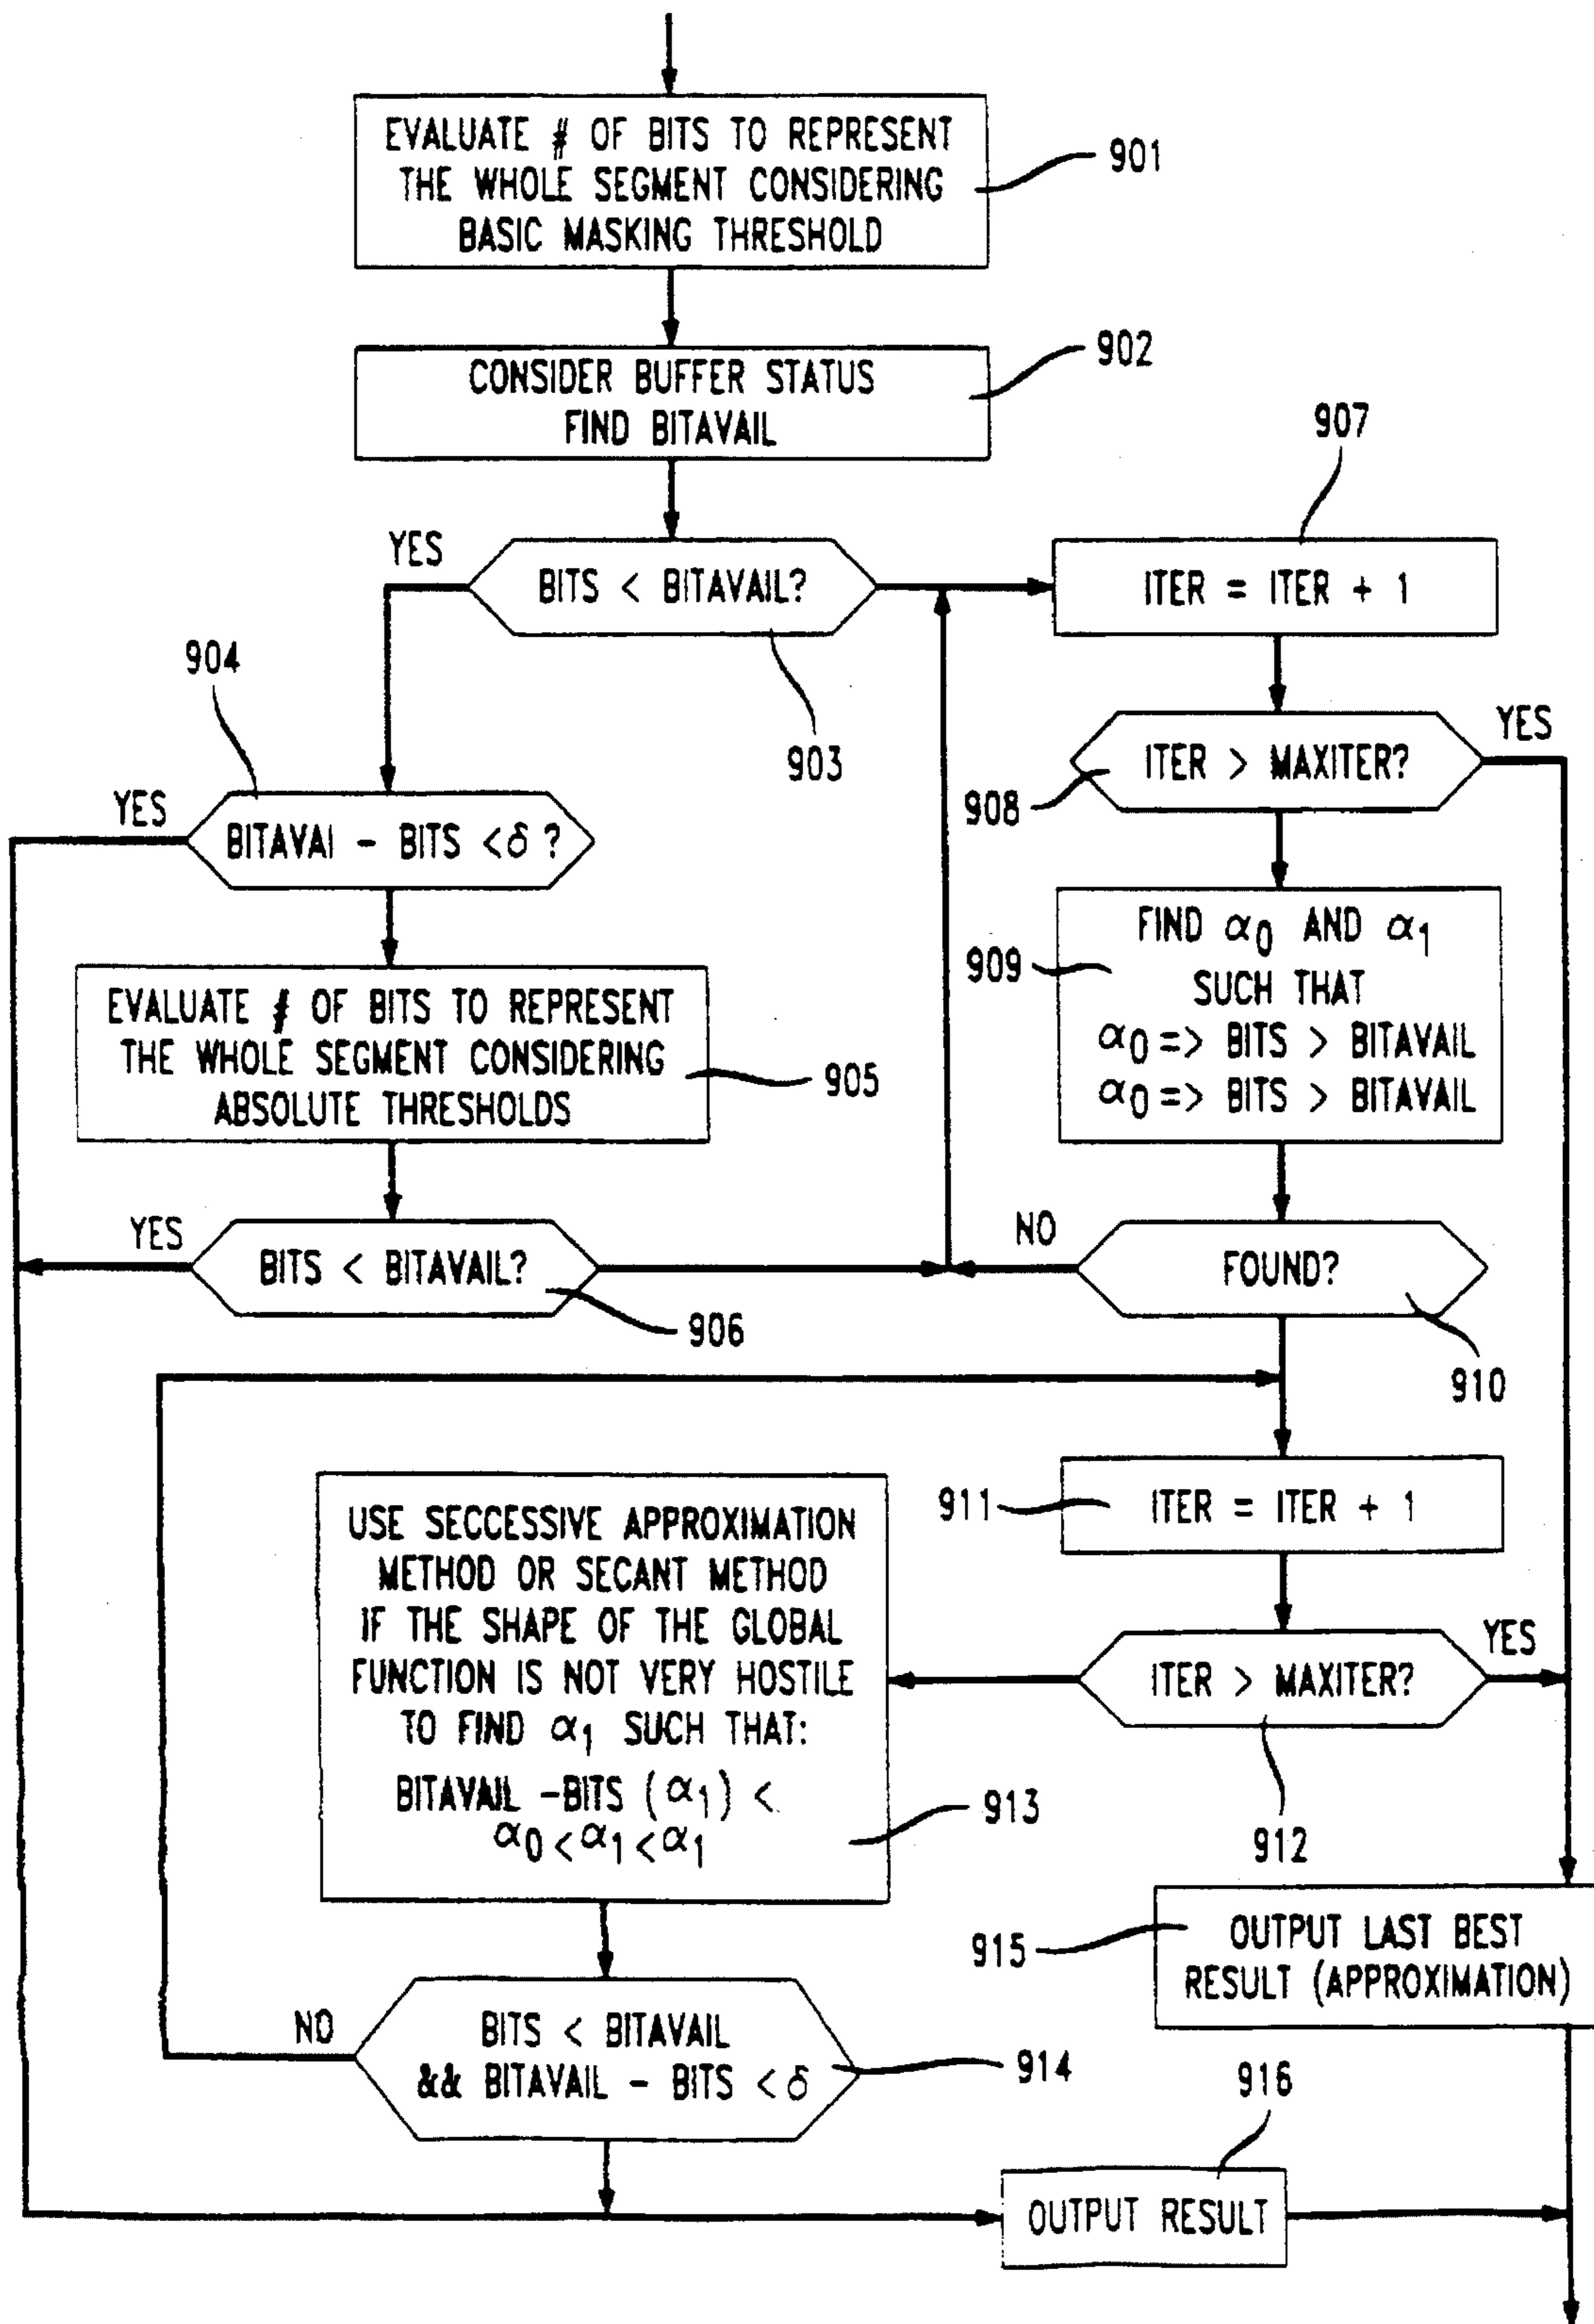 EVALUATE # OF BITS TO REPRESENT
THE WHOLE SEGMENT CONSIDERING
BASIC MASKING THRESHOLD
901
CONSIDER BUFFER STATUS
FIND BITAVAIL
902
YES
BITS < BITAVAIL?
903
907
ITER = ITER + 1
904
YES
BITAVAI - BITS < δ ?
908
ITER > MAXITER?
YES
EVALUATE # OF BITS TO REPRESENT
THE WHOLE SEGMENT CONSIDERING
ABSOLUTE THRESHOLDS
905
909
FIND α0 AND α1
SUCH THAT
α0 => BITS > BITAVAIL
α0 => BITS > BITAVAIL
YES
BITS < BITAVAIL?
906
NO
FOUND?
910
911
ITER = ITER + 1
USE SECCESSIVE APPROXIMATION
METHOD OR SECANT METHOD
IF THE SHAPE OF THE GLOBAL
FUNCTION IS NOT VERY HOSTILE
TO FIND α1 SUCH THAT:
BITAVAIL -BITS (α1) <
α0 < α1 < α1
913
ITER > MAXITER?
YES
912
915
OUTPUT LAST BEST
RESULT (APPROXIMATION)
NO
BITS < BITAVAIL
&& BITAVAIL - BITS < δ
914
916
OUTPUT RESULT